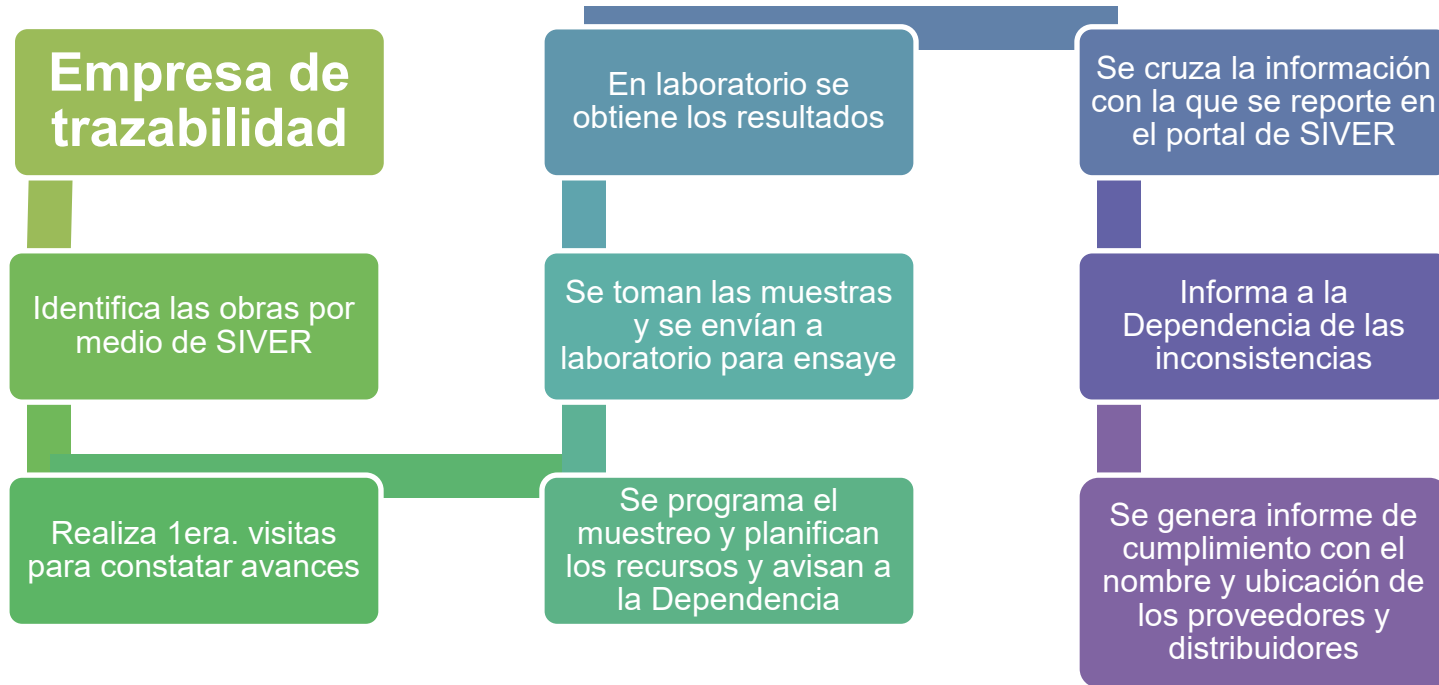 Empresa de
trazabilidad
Identifica las obras por
medio de SIVER
Realiza 1era. visitas
para constatar avances
Se programa el
muestreo y planifican
los recursos y avisan a
la Dependencia
Se toman las muestras
y se envían a
laboratorio para ensaye
En laboratorio se
obtiene los resultados
Se cruza la información
con la que se reporte en
el portal de SIVER
Informa a la
Dependencia de las
inconsistencias
Se genera informe de
cumplimiento con el
nombre y ubicación de
los proveedores y
distribuidores